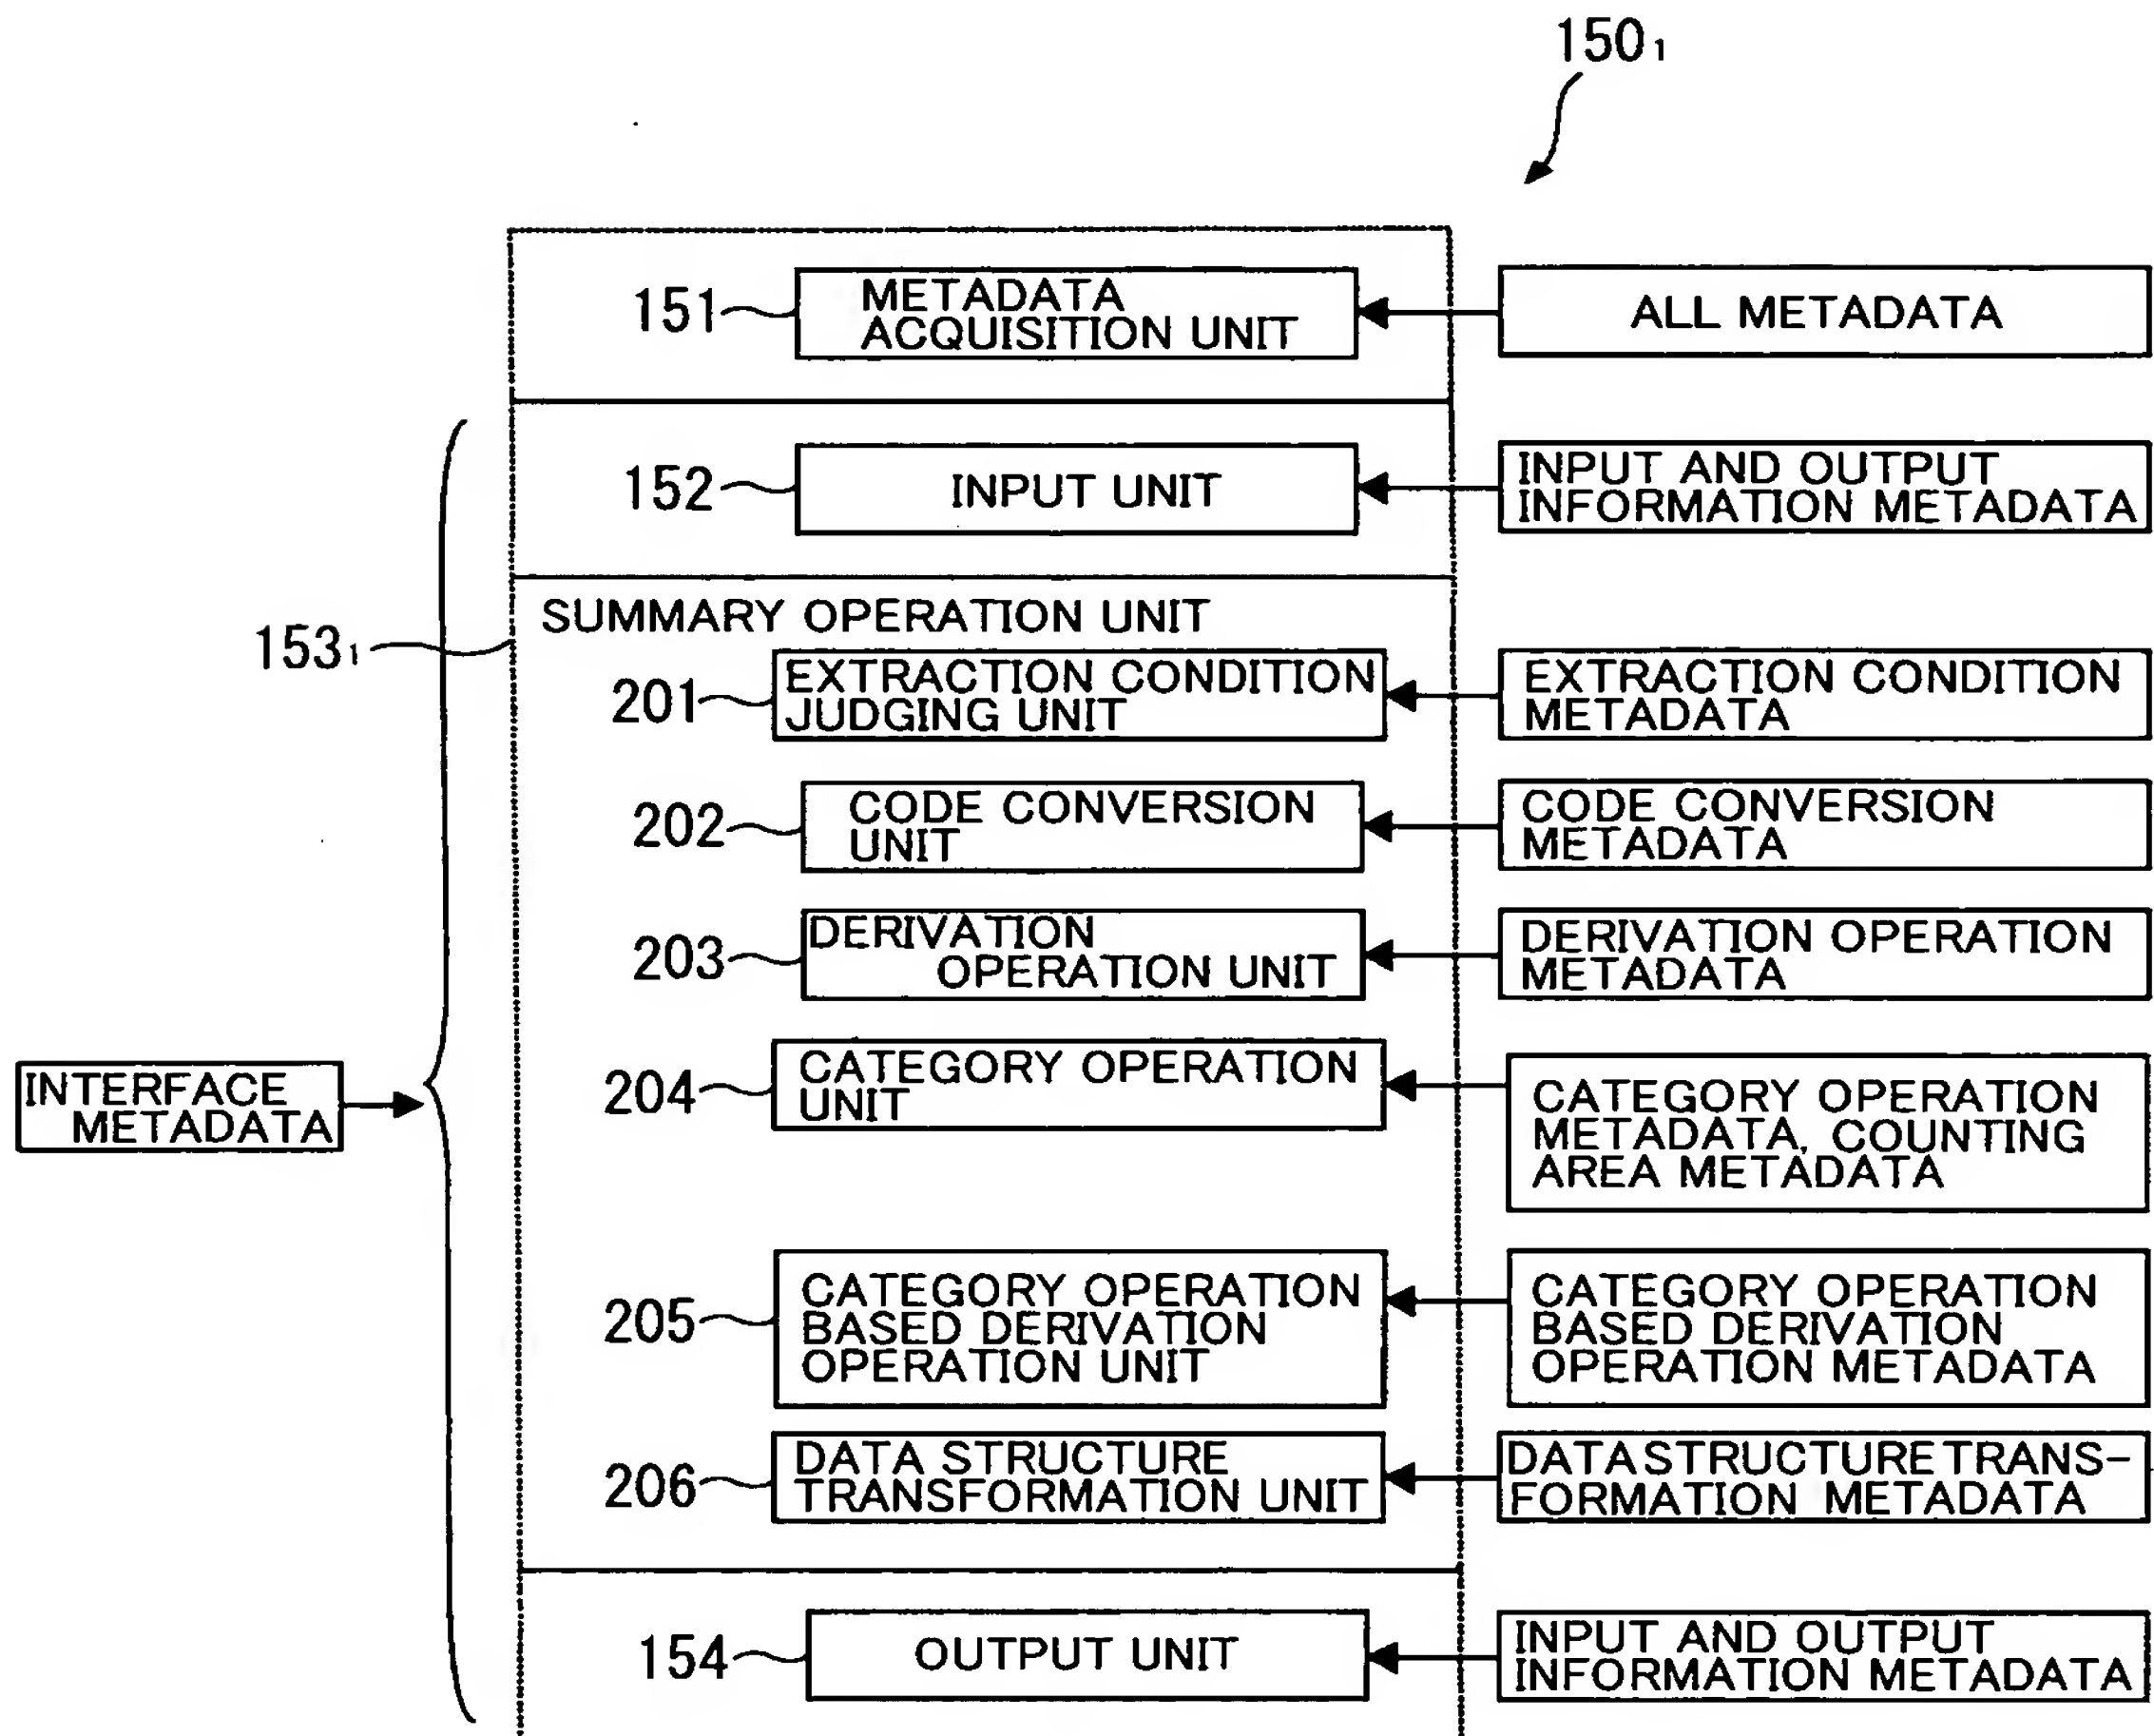 150₁
151
METADATA
ACQUISITION UNIT
ALL METADATA
152
INPUT UNIT
INPUT AND OUTPUT
INFORMATION METADATA
SUMMARY OPERATION UNIT
153₁
201
EXTRACTION CONDITION
JUDGING UNIT
EXTRACTION CONDITION
METADATA
202
CODE CONVERSION
UNIT
CODE CONVERSION
METADATA
203
DERIVATION
OPERATION UNIT
DERIVATION OPERATION
METADATA
INTERFACE
METADATA
204
CATEGORY OPERATION
UNIT
CATEGORY OPERATION
METADATA, COUNTING
AREA METADATA
205
CATEGORY OPERATION
BASED DERIVATION
OPERATION UNIT
CATEGORY OPERATION
BASED DERIVATION
OPERATION METADATA
206
DATA STRUCTURE
TRANSFORMATION UNIT
DATA STRUCTURE TRANS-
FORMATION METADATA
154
OUTPUT UNIT
INPUT AND OUTPUT
INFORMATION METADATA